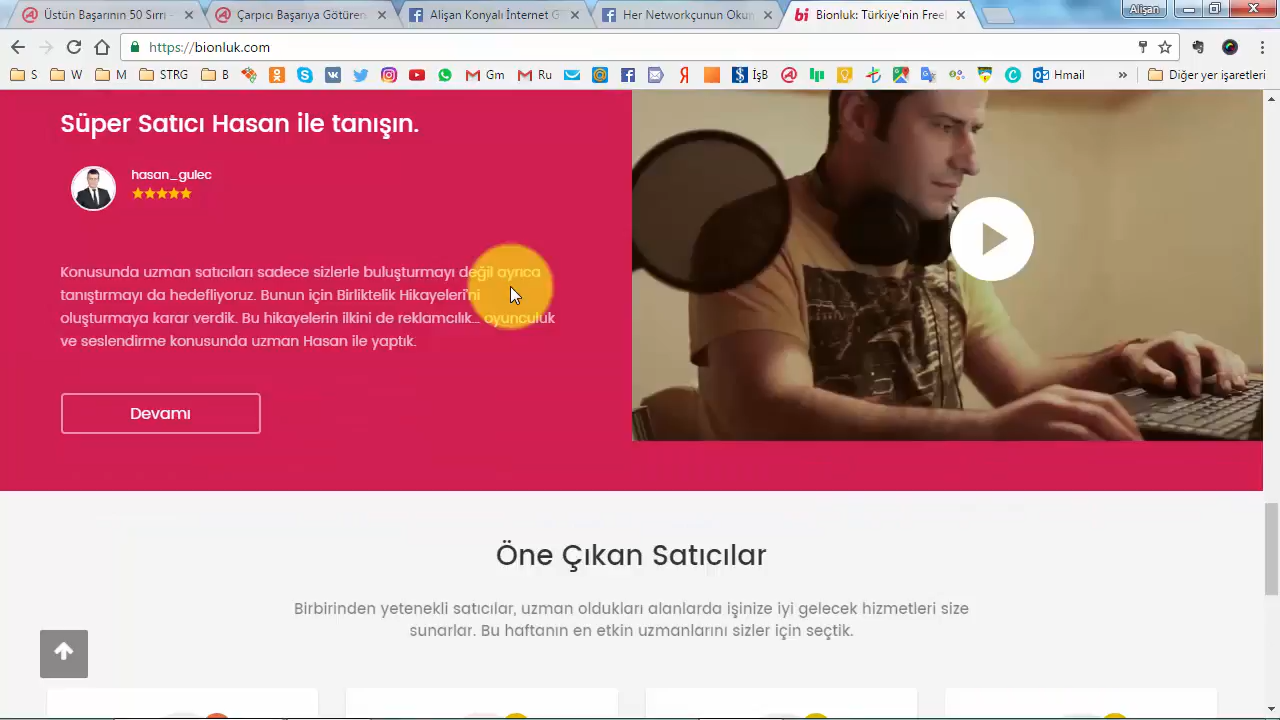 Üstün Başarının 50 Sırrı -
Çarpıcı Başarıya Götüren
Alişan Konyalı İnternet G
Her Networkçunun Okun
Bionluk: Türkiye'nin Freel
Alişan
https://bionluk.com
S
W
M
STRG
B
Gm
Ru
İşB
Hmail
»
Diğer yer işaretleri
Süper Satıcı Hasan ile tanışın.
hasan_gulec
Konusunda uzman satıcıları sadece sizlerle buluşturmayı değil ayrıca
tanıştırmayı da hedefliyoruz. Bunun için Birliktelik Hikayeleri'ni
oluşturmaya karar verdik. Bu hikayelerin ilkini de reklamcılık... oyunculuk
ve seslendirme konusunda uzman Hasan ile yaptık.
Devamı
Öne Çıkan Satıcılar
Birbirinden yetenekli satıcılar, uzman oldukları alanlarda işinize iyi gelecek hizmetleri size
sunarlar. Bu haftanın en etkin uzmanlarını sizler için seçtik.